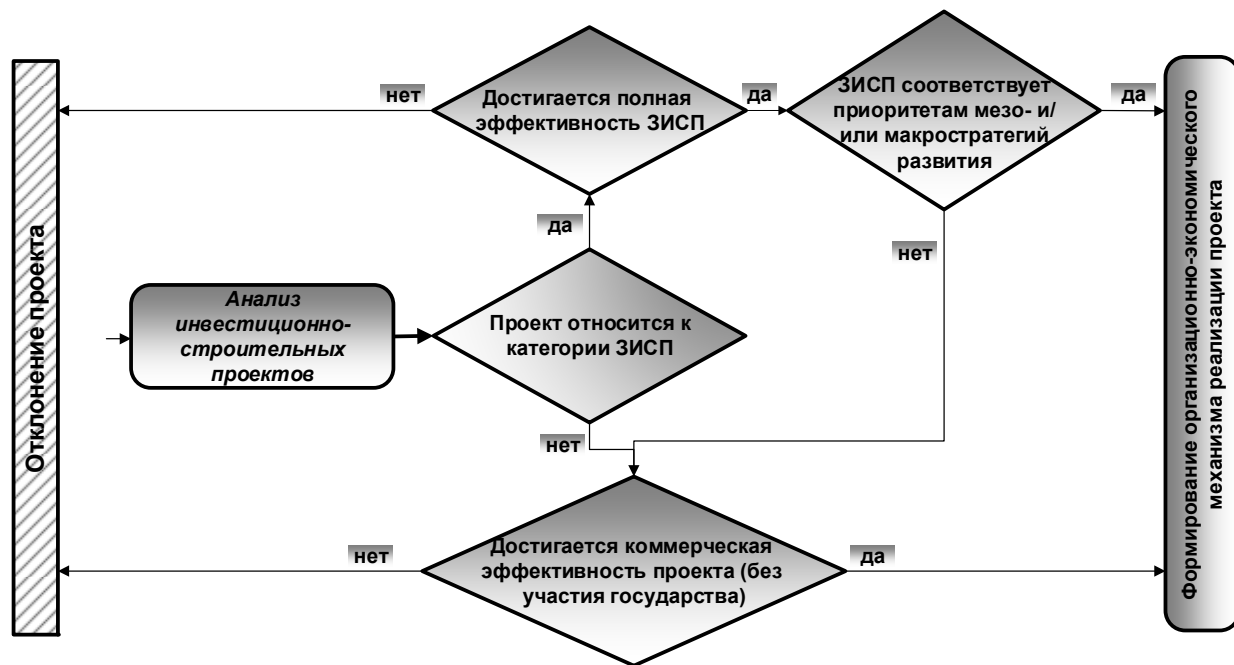 нет
Достигается полная
эффективность ЗИСП
да
ЗИСП соответствует
приоритетам мезо- и/
или макростратегий
развития
да
Отклонение проекта
да
нет
Анализ
инвестиционно-
строительных
проектов
Проект относится к
категории ЗИСП
нет
нет
Достигается коммерческая
эффективность проекта (без
участия государства)
да
Формирование организационно-экономического
механизма реализации проекта